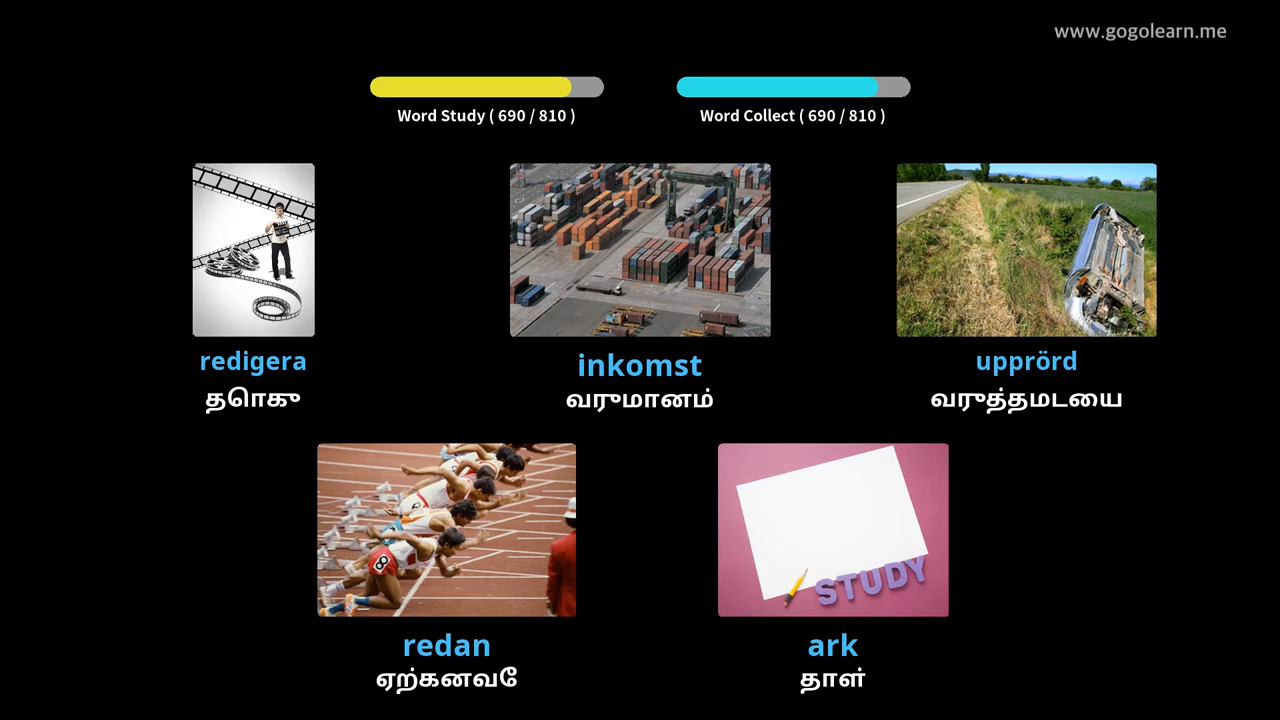 www.gogolearn.me
Word Study ( 690 / 810 )
Word Collect ( 690 / 810 )
redigera
inkomst
upprörd
தொகு
வருமானம்
வருத்தமடைய
redan
ark
ஏற்கனவே
தாள்
8
STUDY